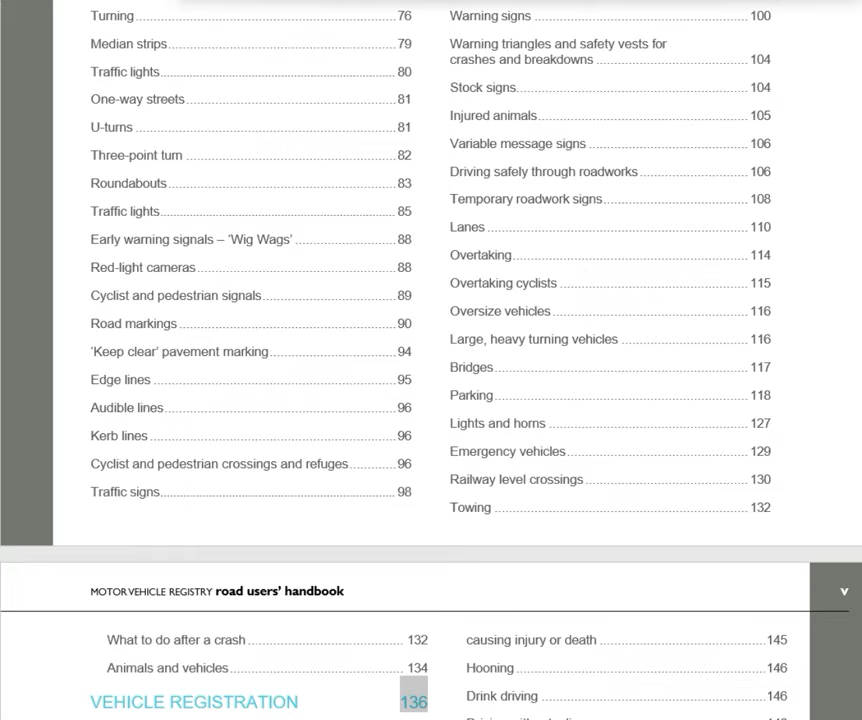 Turning 76
Median strips 79
Traffic lights 80
One-way streets 81
U-turns 81
Three-point turn 82
Roundabouts 83
Traffic lights 85
Early warning signals – ‘Wig Wags’ 88
Red-light cameras 88
Cyclist and pedestrian signals 89
Road markings 90
‘Keep clear’ pavement marking 94
Edge lines 95
Audible lines 96
Kerb lines 96
Cyclist and pedestrian crossings and refuges 96
Traffic signs 98
Warning signs 100
Warning triangles and safety vests for
crashes and breakdowns 104
Stock signs 104
Injured animals 105
Variable message signs 106
Driving safely through roadworks 106
Temporary roadwork signs 108
Lanes 110
Overtaking 114
Overtaking cyclists 115
Oversize vehicles 116
Large, heavy turning vehicles 116
Bridges 117
Parking 118
Lights and horns 127
Emergency vehicles 129
Railway level crossings 130
Towing 132
MOTOR VEHICLE REGISTRY road users’ handbook
v
What to do after a crash 132
Animals and vehicles 134
VEHICLE REGISTRATION 136
causing injury or death 145
Hooning 146
Drink driving 146